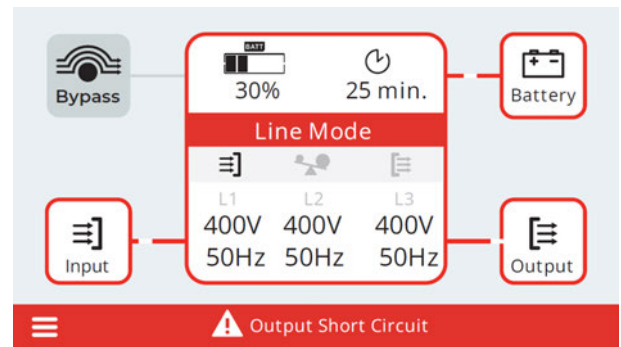 BATT
30% 25 min.
Bypass
Battery
Line Mode
L1 L2 L3
400V 400V 400V
50Hz 50Hz 50Hz
Input
Output
Output Short Circuit